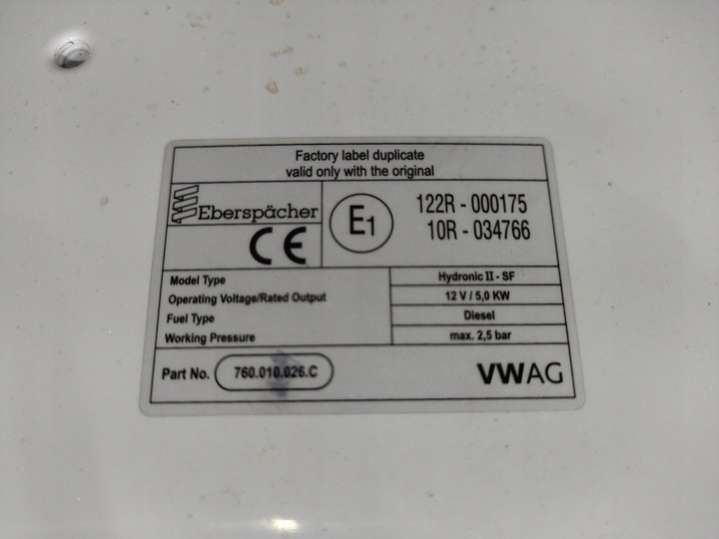 Factory label duplicate
valid only with the original
Eberspächer
CE
E1
122R - 000175
10R - 034766
Model Type Hydronic II - SF
Operating Voltage/Rated Output 12 V / 5,0 KW
Fuel Type Diesel
Working Pressure max. 2,5 bar
Part No. 760.010.026.C VWAG